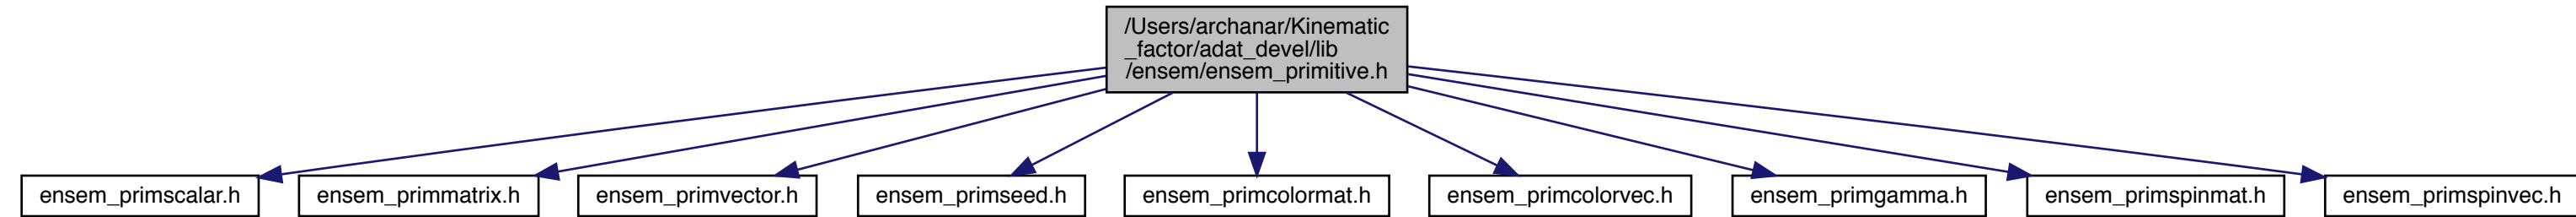 /Users/archanar/Kinematic
_factor/adat_devel/lib
/ensem/ensem_primitive.h
ensem_primscalar.h
ensem_primmatrix.h
ensem_primvector.h
ensem_primseed.h
ensem_primcolormat.h
ensem_primcolorvec.h
ensem_primgamma.h
ensem_primspinmat.h
ensem_primspinvec.h